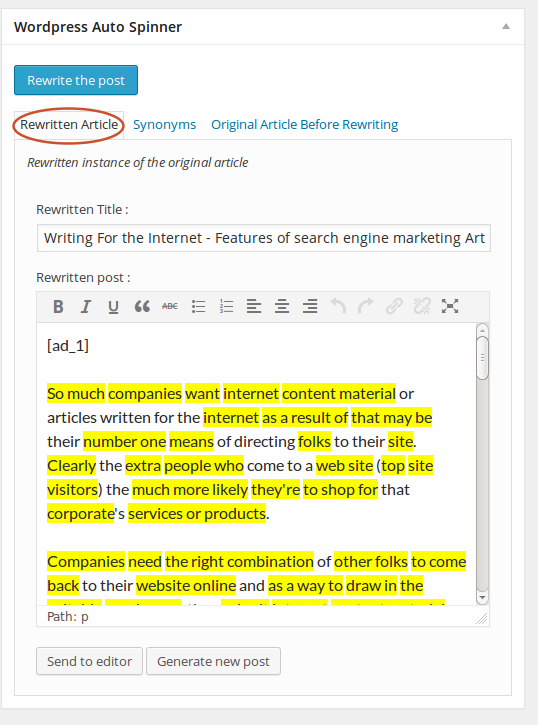 Wordpress Auto Spinner
Rewrite the post
Rewritten Article Synonyms Original Article Before Rewriting
Rewritten instance of the original article
Rewritten Title :
Writing For the Internet - Features of search engine marketing Art
Rewritten post :
B I U “ ABC
[ad_1]
So much companies want internet content material or
articles written for the internet as a result of that may be
their number one means of directing folks to their site.
Clearly the extra people who come to a web site (top site
visitors) the much more likely they're to shop for that
corporate's services or products.
Companies need the right combination of other folks to come
back to their website online and as a way to draw in the
Path: p
Send to editor Generate new post